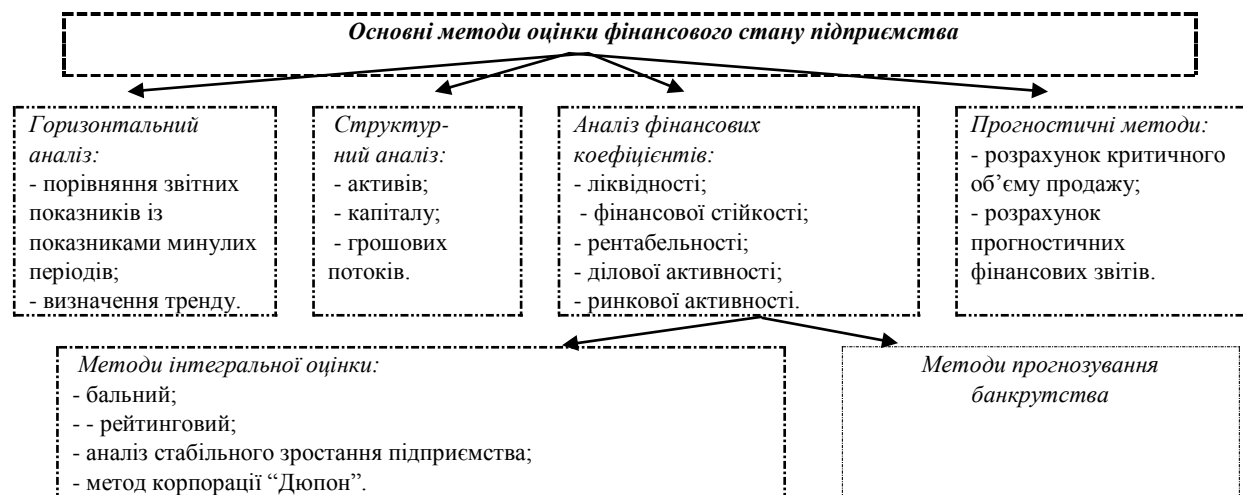 Основні методи оцінки фінансового стану підприємства
Горизонтальний
аналіз:
- порівняння звітних
показників із
показниками минулих
періодів;
- визначення тренду.
Структур-
ний аналіз:
- активів;
- капіталу;
- грошових
потоків.
Аналіз фінансових
коефіцієнтів:
- ліквідності;
- фінансової стійкості;
- рентабельності;
- ділової активності;
- ринкової активності.
Прогностичні методи:
- розрахунок критичного
об’єму продажу;
- розрахунок
прогностичних
фінансових звітів.
Методи інтегральної оцінки:
- бальний;
- - рейтинговий;
- аналіз стабільного зростання підприємства;
- метод корпорації “Дюпон”.
Методи прогнозування
банкрутства